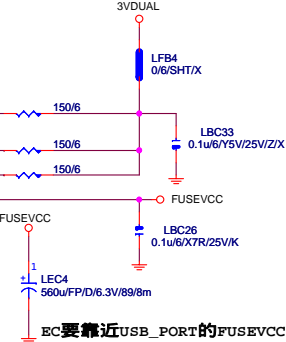 3VDUAL
LFB4
0/6/SHT/X
150/6
LBC33
0.1u/6/Y5V/25V/Z/X
150/6
150/6
FUSEVCC
FUSEVCC
LBC26
0.1u/6/X7R/25V/K
1
+
LEC4
560u/FP/D/6.3V/89/8m
EC要靠近USB_PORT的FUSEVCC